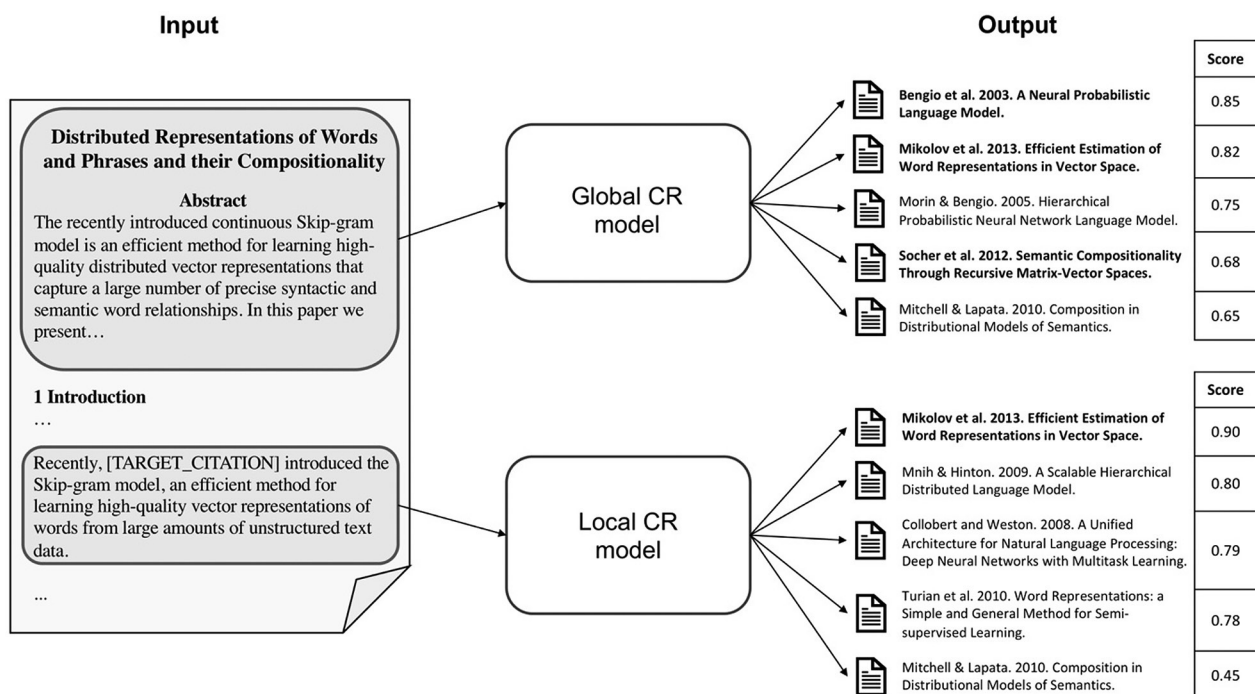 Input
Distributed Representations of Words
and Phrases and their Compositionality
Abstract
The recently introduced continuous Skip-gram
model is an efficient method for learning high-
quality distributed vector representations that
capture a large number of precise syntactic and
semantic word relationships. In this paper we
present…
1 Introduction
…
Recently, [TARGET_CITATION] introduced the
Skip-gram model, an efficient method for
learning high-quality vector representations of
words from large amounts of unstructured text
data.
...
Global CR
model
Local CR
model
Output
Score
Bengio et al. 2003. A Neural Probabilistic
Language Model.
0.85
Mikolov et al. 2013. Efficient Estimation of
Word Representations in Vector Space.
0.82
Morin & Bengio. 2005. Hierarchical
Probabilistic Neural Network Language Model.
0.75
Socher et al. 2012. Semantic Compositionality
Through Recursive Matrix-Vector Spaces.
0.68
Mitchell & Lapata. 2010. Composition in
Distributional Models of Semantics.
0.65
Score
Mikolov et al. 2013. Efficient Estimation of
Word Representations in Vector Space.
0.90
Mnih & Hinton. 2009. A Scalable Hierarchical
Distributed Language Model.
0.80
Collobert and Weston. 2008. A Unified
Architecture for Natural Language Processing:
Deep Neural Networks with Multitask Learning.
0.79
Turian et al. 2010. Word Representations: a
Simple and General Method for Semi-
supervised Learning.
0.78
Mitchell & Lapata. 2010. Composition in
Distributional Models of Semantics.
0.45